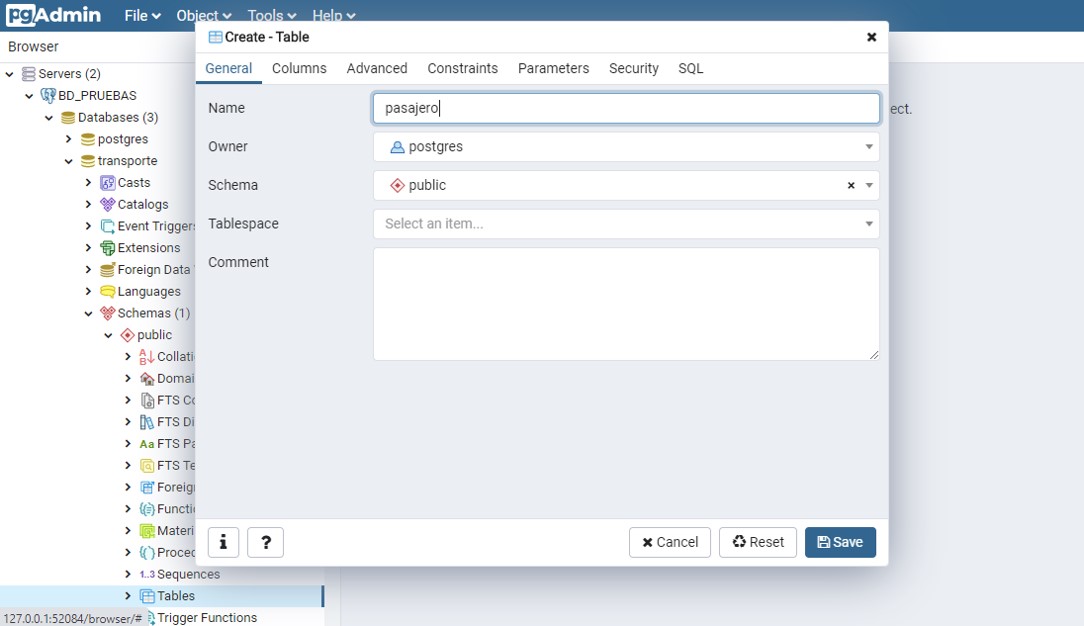 pgAdmin File Object Tools Help
Browser
Create - Table
General Columns Advanced Constraints Parameters Security SQL
Servers (2)
BD_PRUEBAS
Databases (3)
postgres
transporte
Casts
Catalogs
Event Triggers
Extensions
Foreign Data
Languages
Schemas (1)
public
Collati
Domai
FTS Co
FTS Di
FTS Pa
FTS Te
Foreig
Functi
Materi
Proced
1..3 Sequences
Tables
Trigger Functions
127.0.0.1:52084/browser/#
Name pasajero
Owner postgres
Schema public
Tablespace Select an item...
Comment
i ? Cancel Reset Save
ect.